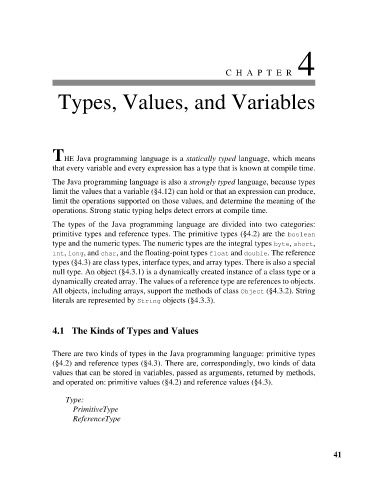 CHAPTER 4
Types, Values, and Variables
THE Java programming language is a statically typed language, which means
that every variable and every expression has a type that is known at compile time.
The Java programming language is also a strongly typed language, because types
limit the values that a variable (§4.12) can hold or that an expression can produce,
limit the operations supported on those values, and determine the meaning of the
operations. Strong static typing helps detect errors at compile time.
The types of the Java programming language are divided into two categories:
primitive types and reference types. The primitive types (§4.2) are the boolean
type and the numeric types. The numeric types are the integral types byte, short,
int, long, and char, and the floating-point types float and double. The reference
types (§4.3) are class types, interface types, and array types. There is also a special
null type. An object (§4.3.1) is a dynamically created instance of a class type or a
dynamically created array. The values of a reference type are references to objects.
All objects, including arrays, support the methods of class Object (§4.3.2). String
literals are represented by String objects (§4.3.3).
4.1 The Kinds of Types and Values
There are two kinds of types in the Java programming language: primitive types
(§4.2) and reference types (§4.3). There are, correspondingly, two kinds of data
values that can be stored in variables, passed as arguments, returned by methods,
and operated on: primitive values (§4.2) and reference values (§4.3).
Type:
PrimitiveType
ReferenceType
41